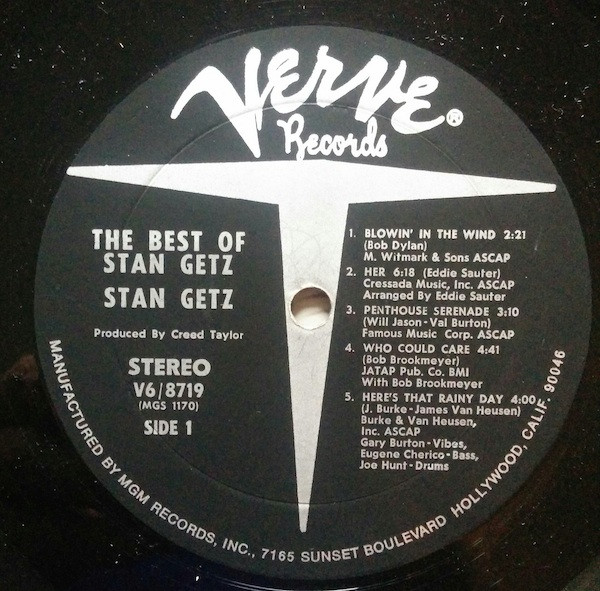 Verve®
Records
THE BEST OF
STAN GETZ
STAN GETZ
Produced By Creed Taylor
STEREO
V6/8719
(MGS 1170)
SIDE 1
1. BLOWIN' IN THE WIND 2:21
(Bob Dylan)
M. Witmark & Sons ASCAP
2. HER 6:18 (Eddie Sauter)
Cressada Music, Inc. ASCAP
Arranged By Eddie Sauter
3. PENTHOUSE SERENADE 3:10
(Will Jason-Val Burton)
Famous Music Corp. ASCAP
4. WHO COULD CARE 4:41
(Bob Brookmeyer)
JATAP Pub. Co. BMI
With Bob Brookmeyer
5. HERE'S THAT RAINY DAY 4:00
(J. Burke-James Van Heusen)
Burke & Van Heusen,
Inc. ASCAP
Gary Burton-Vibes,
Eugene Cherico-Bass,
Joe Hunt-Drums
MANUFACTURED BY MGM RECORDS, INC., 7165 SUNSET BOULEVARD HOLLYWOOD, CALIF. 90046